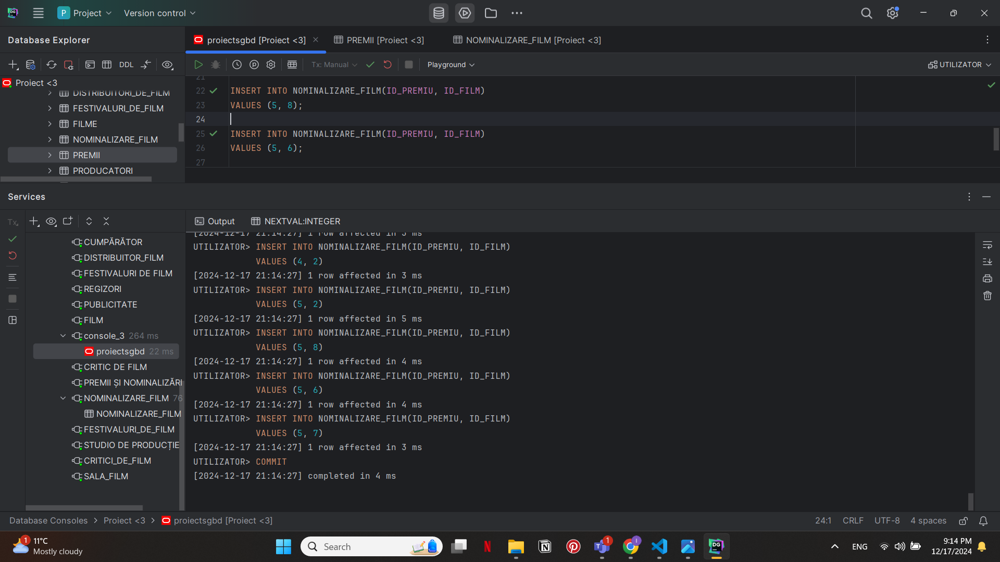 P Project Version control
Database Explorer
proiectsgbd [Proiect <3] PREMII [Proiect <3] NOMINALIZARE_FILM [Proiect <3]
DDL Tx: Manual Playground UTILIZATOR
Proiect <3
DISTRIBUITORI_DE_FILM
FESTIVALURI_DE_FILM
FILME
NOMINALIZARE_FILM
PREMII
PRODUCATORI
21
22 INSERT INTO NOMINALIZARE_FILM(ID_PREMIU, ID_FILM)
23 VALUES (5, 8);
24
25 INSERT INTO NOMINALIZARE_FILM(ID_PREMIU, ID_FILM)
26 VALUES (5, 6);
27
Services
Tx
Output NEXTVAL:INTEGER
CUMPĂRĂTOR
DISTRIBUITOR_FILM
FESTIVALURI DE FILM
REGIZORI
PUBLICITATE
FILM
console_3 264 ms
proiectsgbd 22 ms
CRITIC DE FILM
PREMII ȘI NOMINALIZĂRI
NOMINALIZARE_FILM 76
NOMINALIZARE_FILM
FESTIVALURI_DE_FILM
STUDIO DE PRODUCȚIE
CRITICI_DE_FILM
SALA_FILM
[2024-12-17 21:14:27] 1 row affected in 3 ms
UTILIZATOR> INSERT INTO NOMINALIZARE_FILM(ID_PREMIU, ID_FILM)
VALUES (4, 2)
[2024-12-17 21:14:27] 1 row affected in 3 ms
UTILIZATOR> INSERT INTO NOMINALIZARE_FILM(ID_PREMIU, ID_FILM)
VALUES (5, 2)
[2024-12-17 21:14:27] 1 row affected in 5 ms
UTILIZATOR> INSERT INTO NOMINALIZARE_FILM(ID_PREMIU, ID_FILM)
VALUES (5, 8)
[2024-12-17 21:14:27] 1 row affected in 4 ms
UTILIZATOR> INSERT INTO NOMINALIZARE_FILM(ID_PREMIU, ID_FILM)
VALUES (5, 6)
[2024-12-17 21:14:27] 1 row affected in 4 ms
UTILIZATOR> INSERT INTO NOMINALIZARE_FILM(ID_PREMIU, ID_FILM)
VALUES (5, 7)
[2024-12-17 21:14:27] 1 row affected in 3 ms
UTILIZATOR> COMMIT
[2024-12-17 21:14:27] completed in 4 ms
Database Consoles > Proiect <3 > proiectsgbd [Proiect <3] 24:1 CRLF UTF-8 4 spaces
1 11°C
Mostly cloudy
Search
1
DG
ENG
9:14 PM
12/17/2024